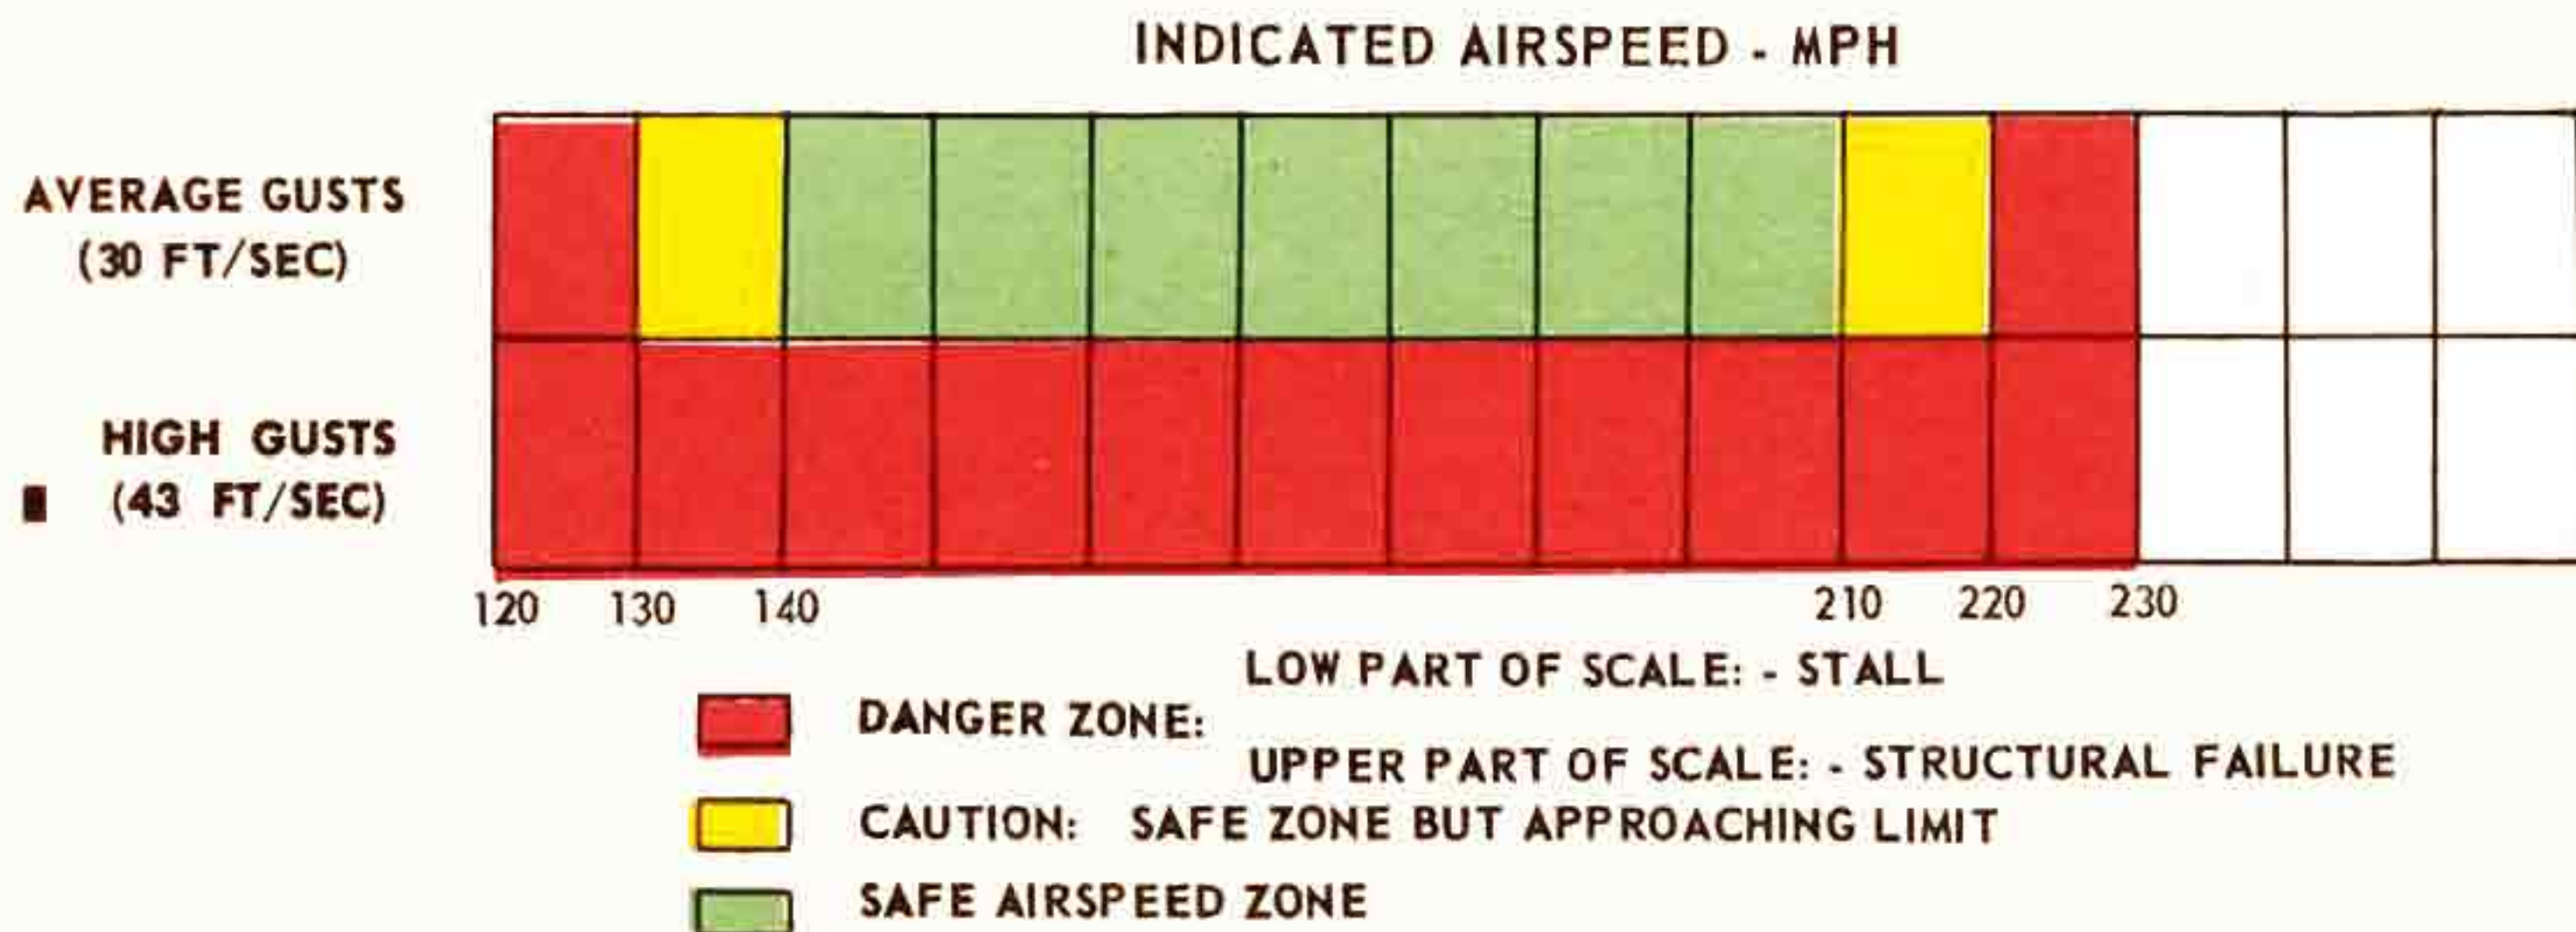 INDICATED AIRSPEED - MPH
AVERAGE GUSTS
(30 FT/SEC)
HIGH GUSTS
(43 FT/SEC)
120 130 140 210 220 230
LOW PART OF SCALE: - STALL
DANGER ZONE:
UPPER PART OF SCALE: - STRUCTURAL FAILURE
CAUTION: SAFE ZONE BUT APPROACHING LIMIT
SAFE AIRSPEED ZONE